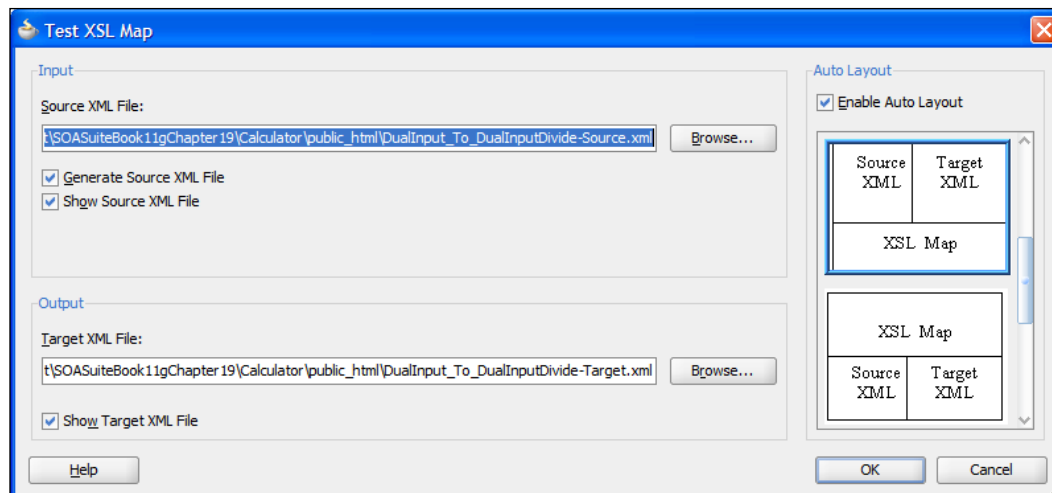 Test XSL Map
Input
Source XML File:
t\SOASuiteBook11gChapter19\Calculator\public_html\DualInput_To_DualInputDivide-Source.xml
Browse...
Generate Source XML File
Show Source XML File
Output
Target XML File:
t\SOASuiteBook11gChapter19\Calculator\public_html\DualInput_To_DualInputDivide-Target.xml
Browse...
Show Target XML File
Auto Layout
Enable Auto Layout
Source XML
Target XML
XSL Map
XSL Map
Source XML
Target XML
Help
OK
Cancel